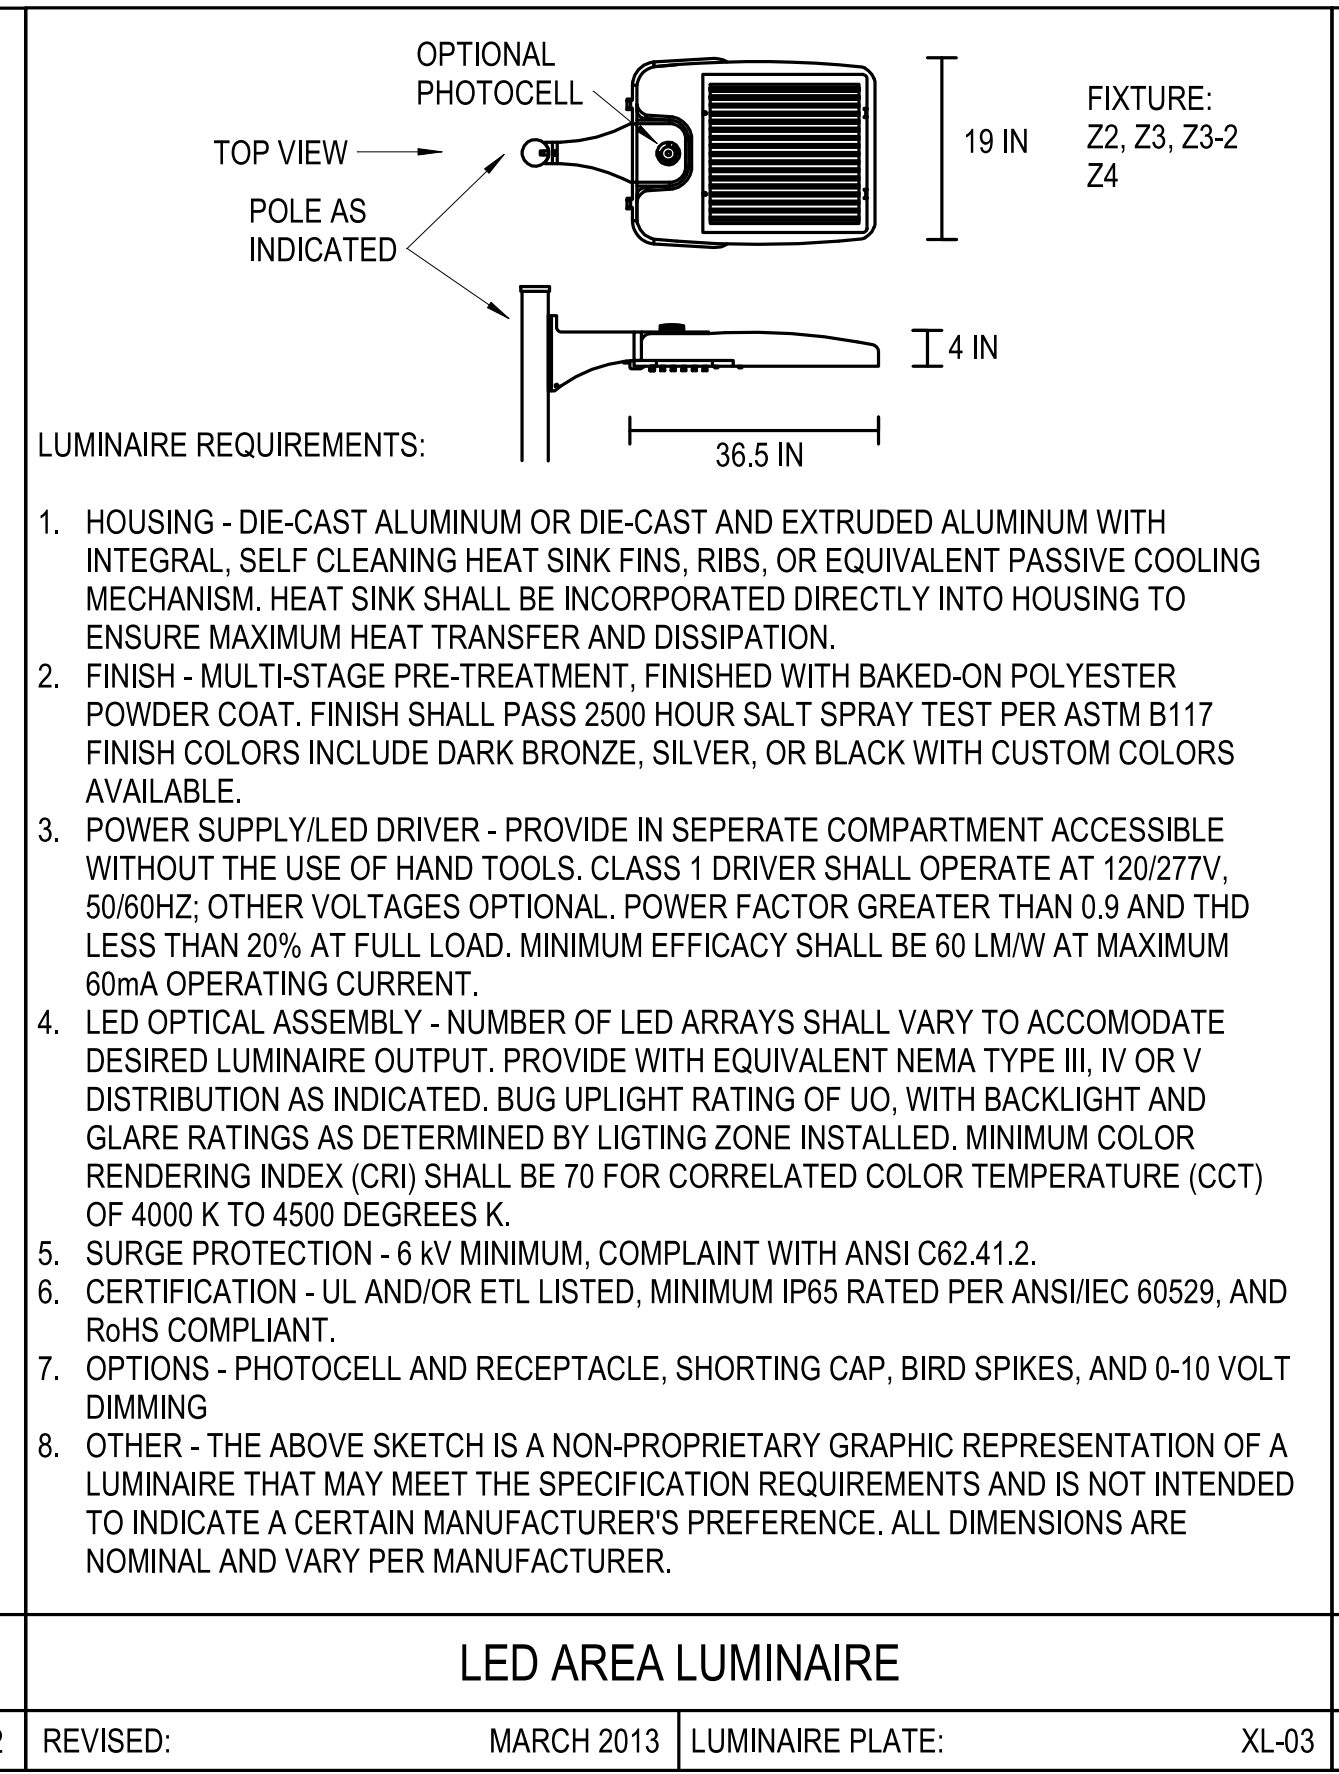 OPTIONAL
PHOTOCELL
TOP VIEW
POLE AS
INDICATED
19 IN
FIXTURE:
Z2, Z3, Z3-2
Z4
4 IN
36.5 IN
LUMINAIRE REQUIREMENTS:
1. HOUSING - DIE-CAST ALUMINUM OR DIE-CAST AND EXTRUDED ALUMINUM WITH
INTEGRAL, SELF CLEANING HEAT SINK FINS, RIBS, OR EQUIVALENT PASSIVE COOLING
MECHANISM. HEAT SINK SHALL BE INCORPORATED DIRECTLY INTO HOUSING TO
ENSURE MAXIMUM HEAT TRANSFER AND DISSIPATION.
2. FINISH - MULTI-STAGE PRE-TREATMENT, FINISHED WITH BAKED-ON POLYESTER
POWDER COAT. FINISH SHALL PASS 2500 HOUR SALT SPRAY TEST PER ASTM B117
FINISH COLORS INCLUDE DARK BRONZE, SILVER, OR BLACK WITH CUSTOM COLORS
AVAILABLE.
3. POWER SUPPLY/LED DRIVER - PROVIDE IN SEPERATE COMPARTMENT ACCESSIBLE
WITHOUT THE USE OF HAND TOOLS. CLASS 1 DRIVER SHALL OPERATE AT 120/277V,
50/60HZ; OTHER VOLTAGES OPTIONAL. POWER FACTOR GREATER THAN 0.9 AND THD
LESS THAN 20% AT FULL LOAD. MINIMUM EFFICACY SHALL BE 60 LM/W AT MAXIMUM
60mA OPERATING CURRENT.
4. LED OPTICAL ASSEMBLY - NUMBER OF LED ARRAYS SHALL VARY TO ACCOMODATE
DESIRED LUMINAIRE OUTPUT. PROVIDE WITH EQUIVALENT NEMA TYPE III, IV OR V
DISTRIBUTION AS INDICATED. BUG UPLIGHT RATING OF UO, WITH BACKLIGHT AND
GLARE RATINGS AS DETERMINED BY LIGTING ZONE INSTALLED. MINIMUM COLOR
RENDERING INDEX (CRI) SHALL BE 70 FOR CORRELATED COLOR TEMPERATURE (CCT)
OF 4000 K TO 4500 DEGREES K.
5. SURGE PROTECTION - 6 kV MINIMUM, COMPLAINT WITH ANSI C62.41.2.
6. CERTIFICATION - UL AND/OR ETL LISTED, MINIMUM IP65 RATED PER ANSI/IEC 60529, AND
RoHS COMPLIANT.
7. OPTIONS - PHOTOCELL AND RECEPTACLE, SHORTING CAP, BIRD SPIKES, AND 0-10 VOLT
DIMMING
8. OTHER - THE ABOVE SKETCH IS A NON-PROPRIETARY GRAPHIC REPRESENTATION OF A
LUMINAIRE THAT MAY MEET THE SPECIFICATION REQUIREMENTS AND IS NOT INTENDED
TO INDICATE A CERTAIN MANUFACTURER'S PREFERENCE. ALL DIMENSIONS ARE
NOMINAL AND VARY PER MANUFACTURER.
LED AREA LUMINAIRE
REVISED: MARCH 2013 LUMINAIRE PLATE: XL-03